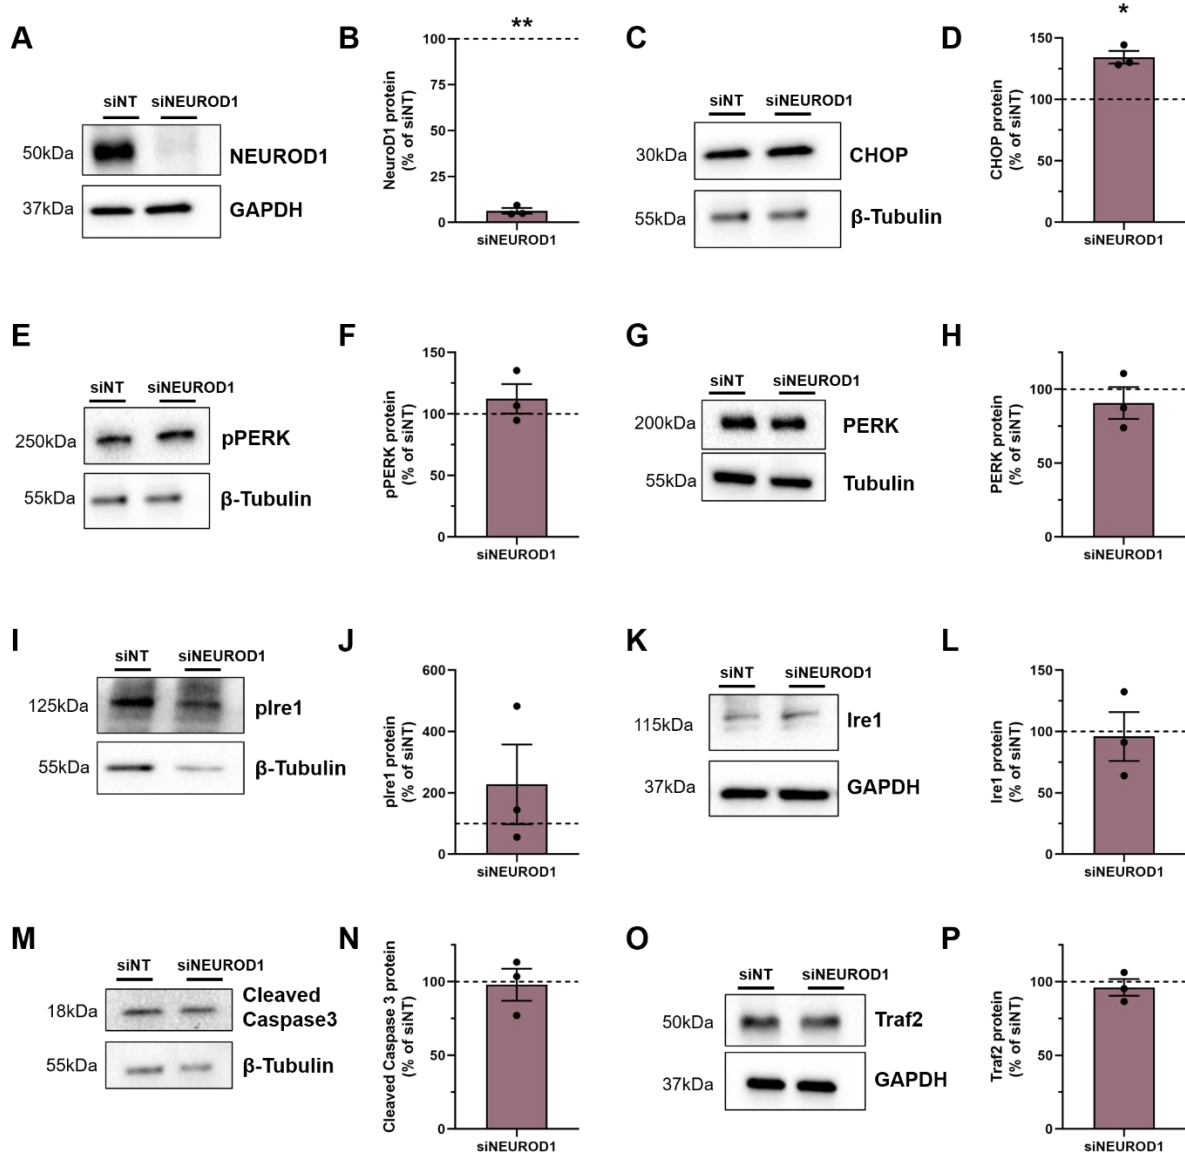 A
siNT siNEUROD1
50kDa
NEUROD1
37kDa
GAPDH
B
**
NeuroD1 protein
(% of siNT)
100
75
50
25
0
siNEUROD1
C
siNT siNEUROD1
30kDa
CHOP
55kDa
β-Tubulin
D
*
CHOP protein
(% of siNT)
150
100
50
0
siNEUROD1
E
siNT siNEUROD1
250kDa
pPERK
55kDa
β-Tubulin
F
pPERK protein
(% of siNT)
150
100
50
0
siNEUROD1
G
siNT siNEUROD1
200kDa
PERK
55kDa
Tubulin
H
PERK protein
(% of siNT)
100
50
0
siNEUROD1
I
siNT siNEUROD1
125kDa
pIre1
55kDa
β-Tubulin
J
pIre1 protein
(% of siNT)
600
400
200
0
siNEUROD1
K
siNT siNEUROD1
115kDa
Ire1
37kDa
GAPDH
L
Ire1 protein
(% of siNT)
150
100
50
0
siNEUROD1
M
siNT siNEUROD1
18kDa
Cleaved
Caspase3
55kDa
β-Tubulin
N
Cleaved Caspase 3 protein
(% of siNT)
100
50
0
siNEUROD1
O
siNT siNEUROD1
50kDa
Traf2
37kDa
GAPDH
P
Traf2 protein
(% of siNT)
100
50
0
siNEUROD1